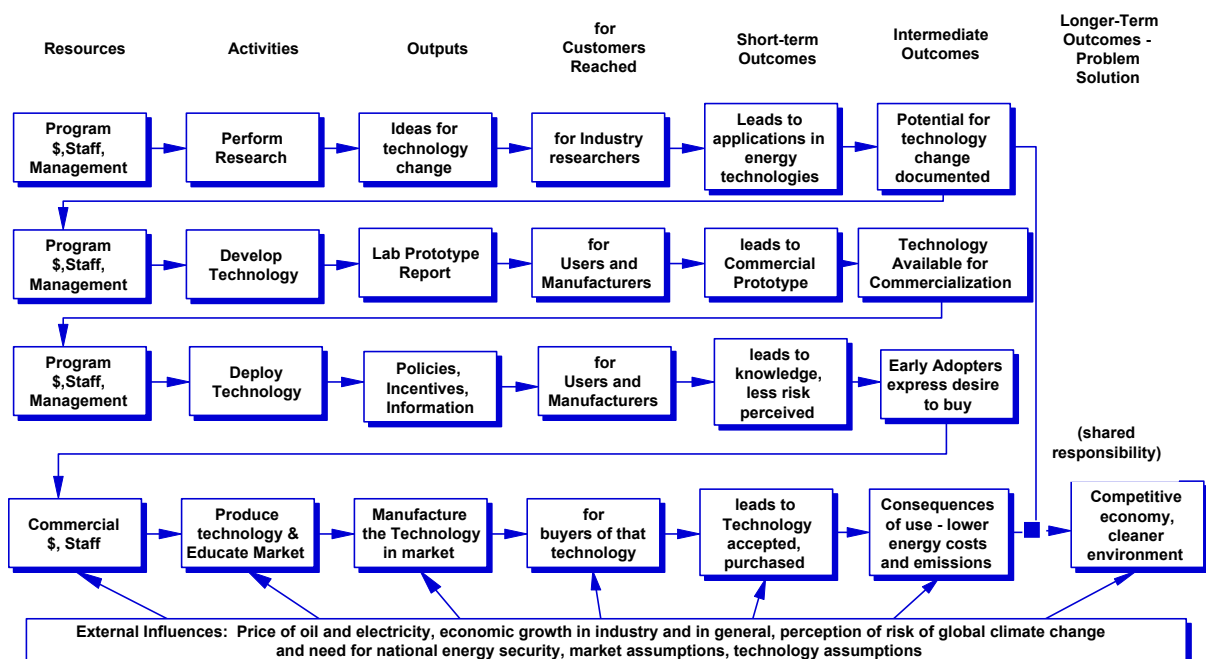 Resources
Activities
Outputs
for
Customers
Reached
Short-term
Outcomes
Intermediate
Outcomes
Longer-Term
Outcomes -
Problem
Solution
Program
$,Staff,
Management
Perform
Research
Ideas for
technology
change
for Industry
researchers
Leads to
applications in
energy
technologies
Potential for
technology
change
documented
Program
$,Staff,
Management
Develop
Technology
Lab Prototype
Report
for
Users and
Manufacturers
leads to
Commercial
Prototype
Technology
Available for
Commercialization
Program
$,Staff,
Management
Deploy
Technology
Policies,
Incentives,
Information
for
Users and
Manufacturers
leads to
knowledge,
less risk
perceived
Early Adopters
express desire
to buy
(shared
responsibility)
Commercial
$, Staff
Produce
technology &
Educate Market
Manufacture
the Technology
in market
for
buyers of that
technology
leads to
Technology
accepted,
purchased
Consequences
of use - lower
energy costs
and emissions
Competitive
economy,
cleaner
environment
External Influences: Price of oil and electricity, economic growth in industry and in general, perception of risk of global climate change
and need for national energy security, market assumptions, technology assumptions